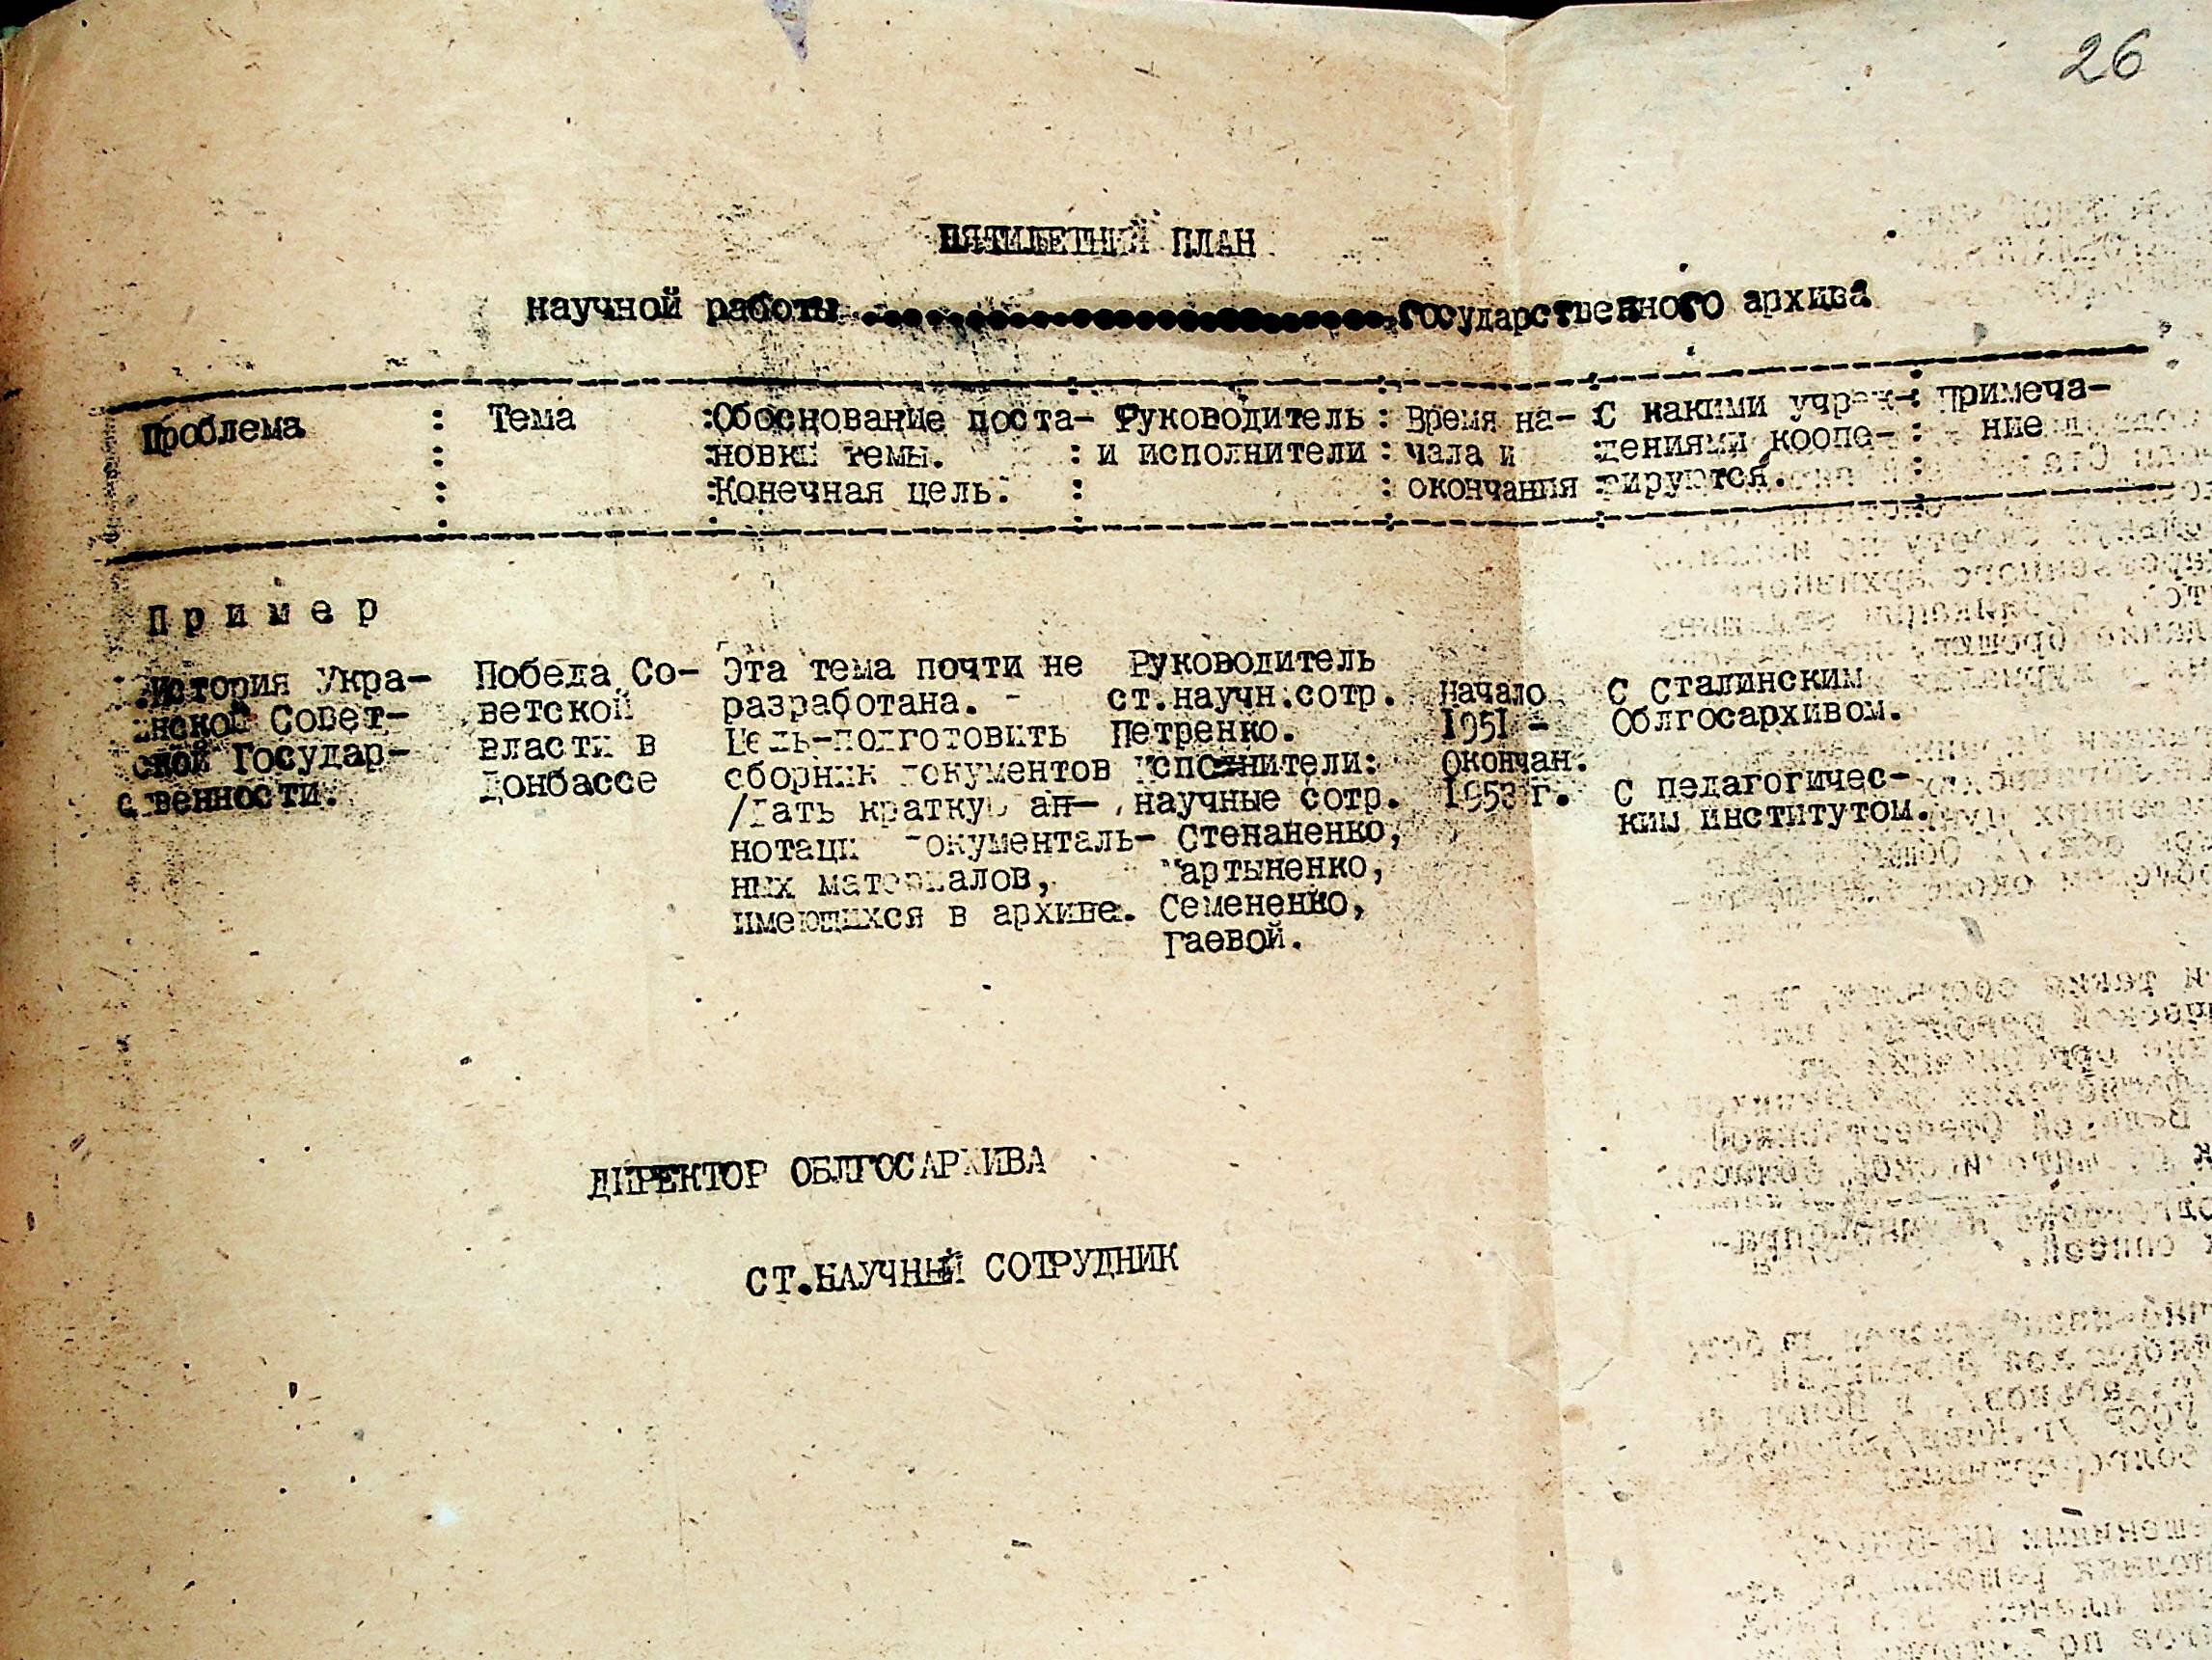 26
ПЯТИЛЕТНИЙ ПЛАН
научной работы ........................ государственного архива
Проблема : Тема :Обоснование поста- Руководитель : Время на- :С какими учреж-: Примеча-
: :новки темы. : и исполнители : чала и :дениями коопе- : ние
: :Конечная цель. : : окончания :рируются. :
Пример
История Укра- Победа Со- Эта тема почти не Руководитель
инской Совет- ветской разработана. - ст.научн.сотр. Начало С Сталинским
ской Государ- власти в Цель-подготовить Петренко. 1951 - Облгосархивом.
ственности. Донбассе сборник документов Исполнители: окончан.
/Дать краткую ан- научные сотр. 1953 г. С педагогичес-
нотаци документаль- Степаненко, ким институтом.
ных материалов, Мартыненко,
имеющихся в архиве. Семененко,
Гаевой.
ДИРЕКТОР ОБЛГОСАРХИВА
СТ.НАУЧНЫЙ СОТРУДНИК